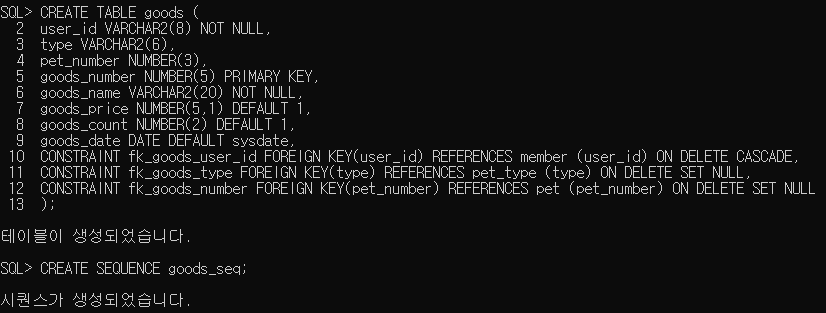 SQL> CREATE TABLE goods (
2 user_id VARCHAR2(8) NOT NULL,
3 type VARCHAR2(6),
4 pet_number NUMBER(3),
5 goods_number NUMBER(5) PRIMARY KEY,
6 goods_name VARCHAR2(20) NOT NULL,
7 goods_price NUMBER(5,1) DEFAULT 1,
8 goods_count NUMBER(2) DEFAULT 1,
9 goods_date DATE DEFAULT sysdate,
10 CONSTRAINT fk_goods_user_id FOREIGN KEY(user_id) REFERENCES member (user_id) ON DELETE CASCADE,
11 CONSTRAINT fk_goods_type FOREIGN KEY(type) REFERENCES pet_type (type) ON DELETE SET NULL,
12 CONSTRAINT fk_goods_number FOREIGN KEY(pet_number) REFERENCES pet (pet_number) ON DELETE SET NULL
13 );
테이블이 생성되었습니다.
SQL> CREATE SEQUENCE goods_seq;
시퀀스가 생성되었습니다.